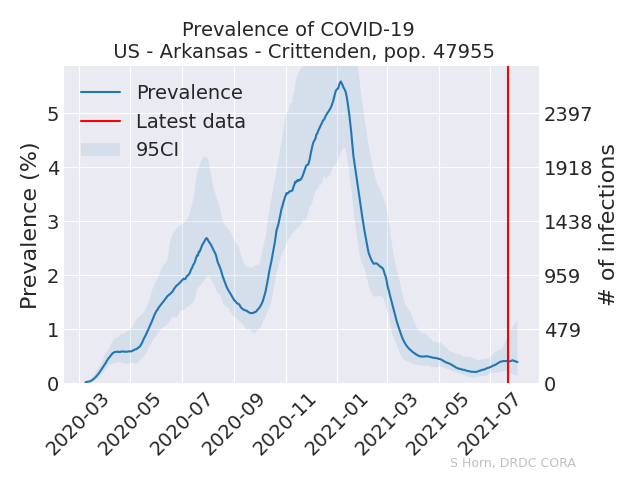 Prevalence of COVID-19
US - Arkansas - Crittenden, pop. 47955
Prevalence
Latest data
95CI
Prevalence (%)
5
4
3
2
1
0
2397
1918
1438
959
479
0
# of infections
2020-03
2020-05
2020-07
2020-09
2020-11
2021-01
2021-03
2021-05
2021-07
S Horn, DRDC CORA